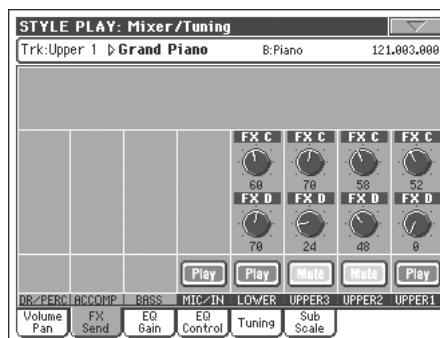 STYLE PLAY: Mixer/Tuning
Trk:Upper 1 Grand Piano B:Piano 121.003.000
FX C FX C FX C FX C
60 70 58 52
FX D FX D FX D FX D
70 24 48 0
Play Play Mute Mute Play
DR/PERC ACCOMP BASS MIC/IN LOWER UPPER3 UPPER2 UPPER1
Volume Pan FX Send EQ Gain EQ Control Tuning Sub Scale